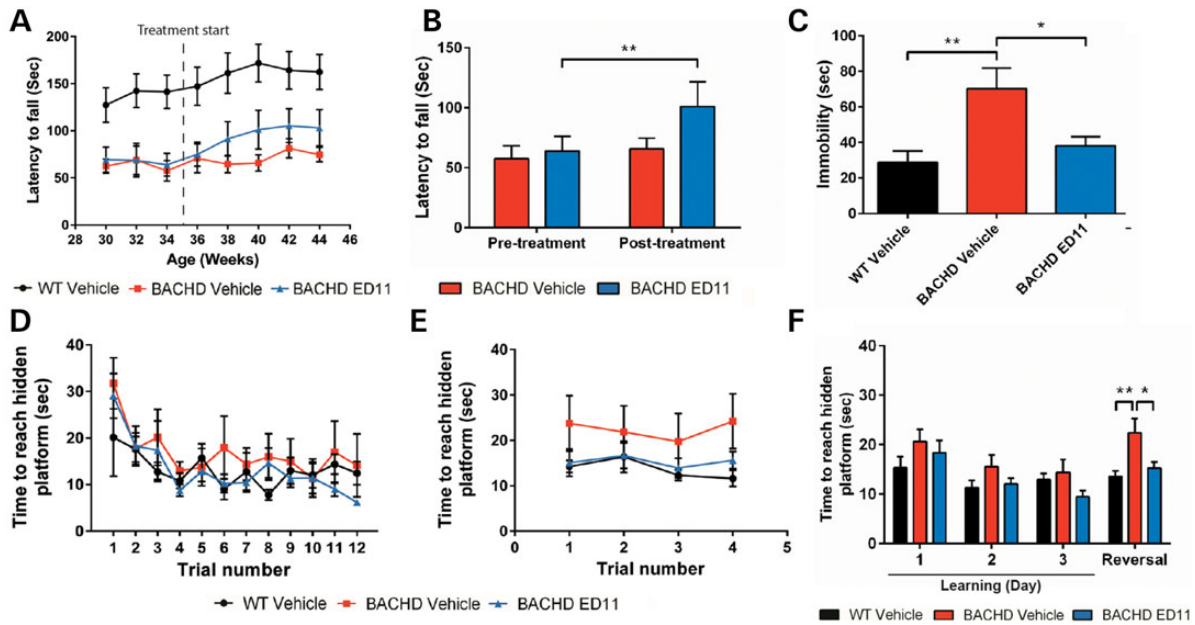 A
Treatment start
Latency to fall (Sec)
200
150
100
50
0
28 30 32 34 36 38 40 42 44 46
Age (Weeks)
WT Vehicle BACHD Vehicle BACHD ED11
B
Latency to fall (Sec)
150
100
50
0
**
Pre-treatment Post-treatment
BACHD Vehicle BACHD ED11
C
Immobility (sec)
100
80
60
40
20
0
** *
WT Vehicle
BACHD Vehicle
BACHD ED11
D
Time to reach hidden
platform (sec)
40
30
20
10
0
1 2 3 4 5 6 7 8 9 10 11 12
Trial number
E
Time to reach hidden
platform (sec)
40
30
20
10
0
0 1 2 3 4 5
Trial number
WT Vehicle BACHD Vehicle BACHD ED11
F
Time to reach hidden
platform (sec)
40
30
20
10
0
** *
1 2 3 Reversal
Learning (Day)
WT Vehicle BACHD Vehicle BACHD ED11